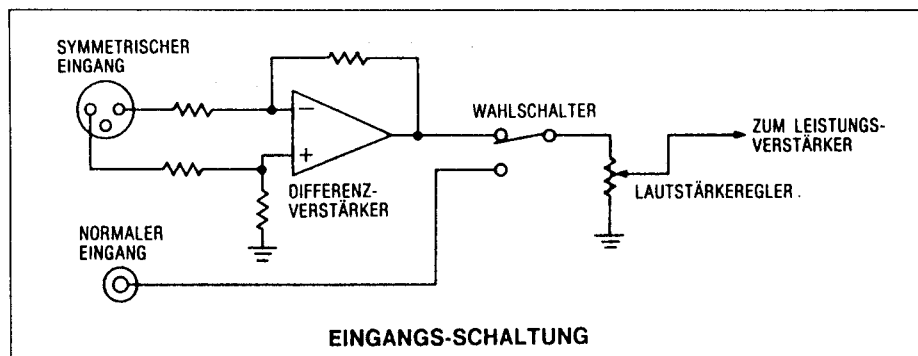 SYMMETRISCHER
EINGANG
WAHLSCHALTER
ZUM LEISTUNGS-
VERSTÄRKER
−
+
DIFFERENZ-
VERSTÄRKER
LAUTSTÄRKEREGLER .
NORMALER
EINGANG
EINGANGS-SCHALTUNG